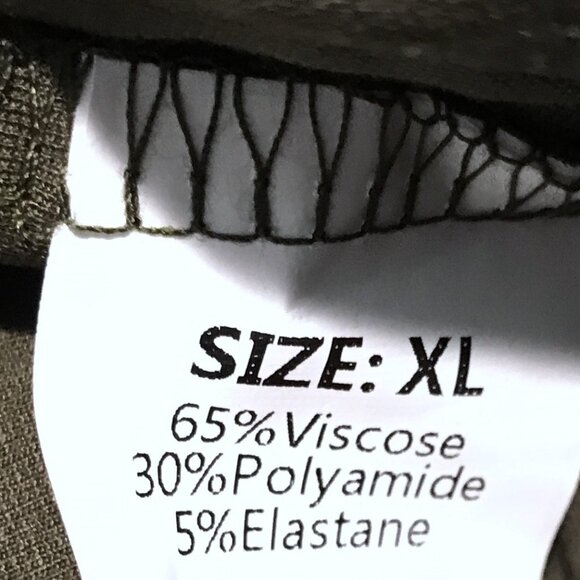 SIZE: XL
65%Viscose
30%Polyamide
5%Elastane